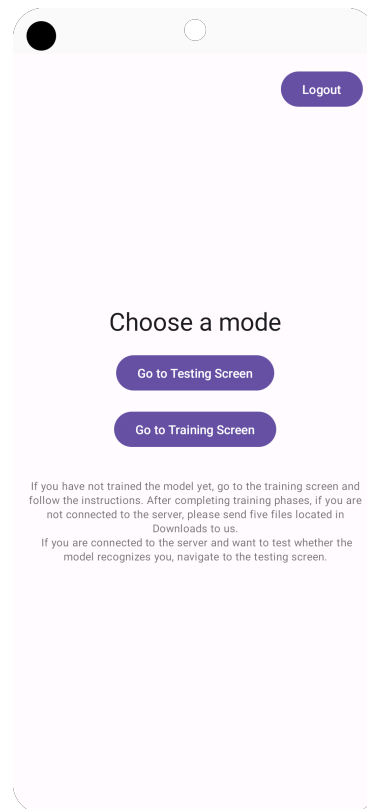 Logout
Choose a mode
Go to Testing Screen
Go to Training Screen
If you have not trained the model yet, go to the training screen and
follow the instructions. After completing training phases, if you are
not connected to the server, please send five files located in
Downloads to us.
If you are connected to the server and want to test whether the
model recognizes you, navigate to the testing screen.